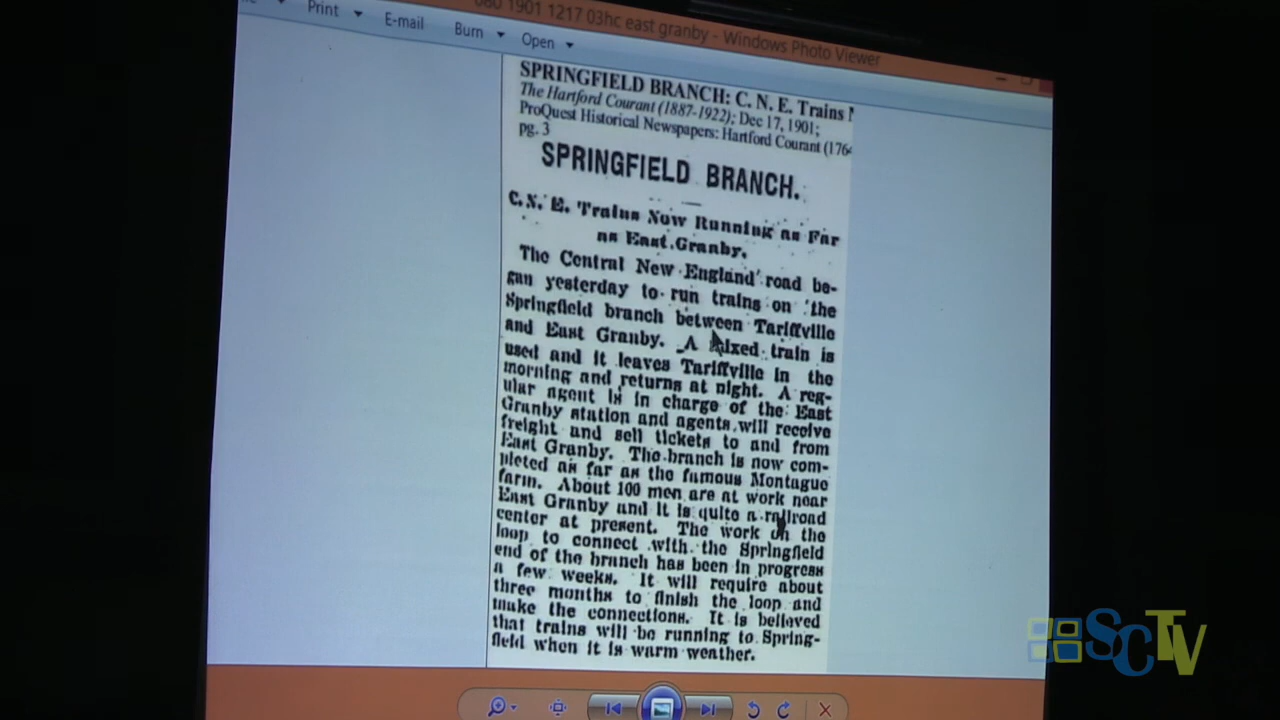 080 1901 1217 03hc east granby - Windows Photo Viewer
Print E-mail Burn Open
SPRINGFIELD BRANCH: C. N. E. Trains
The Hartford Courant (1887-1922); Dec 17, 1901;
ProQuest Historical Newspapers: Hartford Courant (1764
pg. 3
SPRINGFIELD BRANCH.
C. N. E. Trains Now Running as Far
as East Granby.
The Central New England road be-
gan yesterday to run trains on the
Springfield branch between Tariffville
and East Granby. A mixed train is
used and it leaves Tariffville in the
morning and returns at night. A reg-
ular agent is in charge of the East
Granby station and agents will receive
freight and sell tickets to and from
East Granby. The branch is now com-
pleted as far as the famous Montague
farm. About 100 men are at work near
East Granby and it is quite a railroad
center at present. The work on the
loop to connect with the Springfield
end of the branch has been in progress
a few weeks. It will require about
three months to finish the loop and
make the connections. It is believed
that trains will be running to Spring-
field when it is warm weather.
SCTV